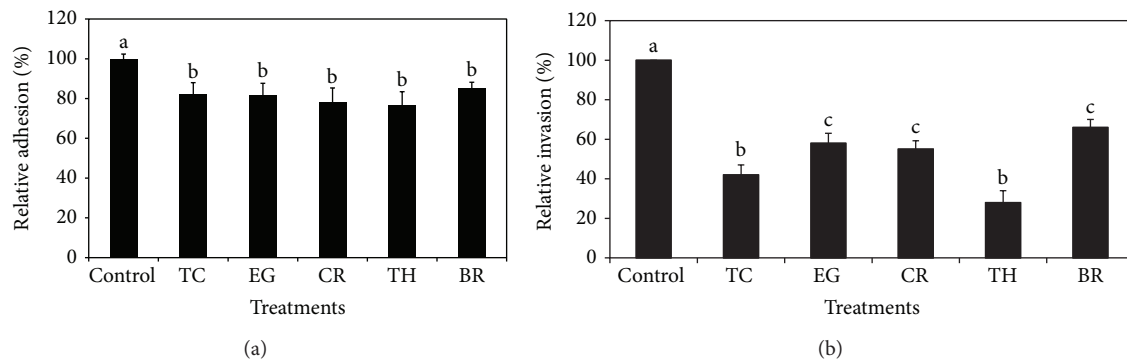 120
100
80
60
40
20
0
Relative adhesion (%)
a
b
b
b
b
b
Control TC EG CR TH BR
Treatments
(a)
120
100
80
60
40
20
0
Relative invasion (%)
a
b
c
c
b
c
Control TC EG CR TH BR
Treatments
(b)